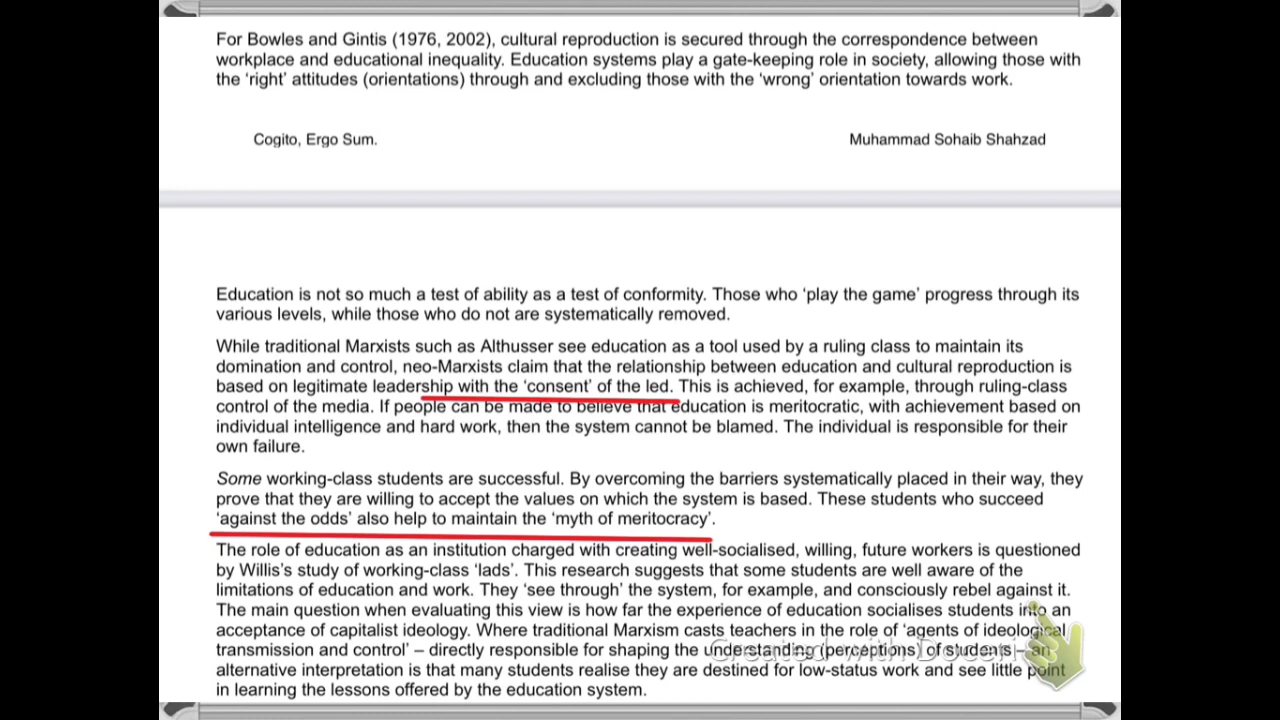 For Bowles and Gintis (1976, 2002), cultural reproduction is secured through the correspondence between
workplace and educational inequality. Education systems play a gate-keeping role in society, allowing those with
the ‘right’ attitudes (orientations) through and excluding those with the ‘wrong’ orientation towards work.
Cogito, Ergo Sum. Muhammad Sohaib Shahzad
Education is not so much a test of ability as a test of conformity. Those who ‘play the game’ progress through its
various levels, while those who do not are systematically removed.
While traditional Marxists such as Althusser see education as a tool used by a ruling class to maintain its
domination and control, neo-Marxists claim that the relationship between education and cultural reproduction is
based on legitimate leadership with the ‘consent’ of the led. This is achieved, for example, through ruling-class
control of the media. If people can be made to believe that education is meritocratic, with achievement based on
individual intelligence and hard work, then the system cannot be blamed. The individual is responsible for their
own failure.
Some working-class students are successful. By overcoming the barriers systematically placed in their way, they
prove that they are willing to accept the values on which the system is based. These students who succeed
‘against the odds’ also help to maintain the ‘myth of meritocracy’.
The role of education as an institution charged with creating well-socialised, willing, future workers is questioned
by Willis’s study of working-class ‘lads’. This research suggests that some students are well aware of the
limitations of education and work. They ‘see through’ the system, for example, and consciously rebel against it.
The main question when evaluating this view is how far the experience of education socialises students into an
acceptance of capitalist ideology. Where traditional Marxism casts teachers in the role of ‘agents of ideological
transmission and control’ – directly responsible for shaping the understanding (perceptions) of students – an
alternative interpretation is that many students realise they are destined for low-status work and see little point
in learning the lessons offered by the education system.
Created with Doceri